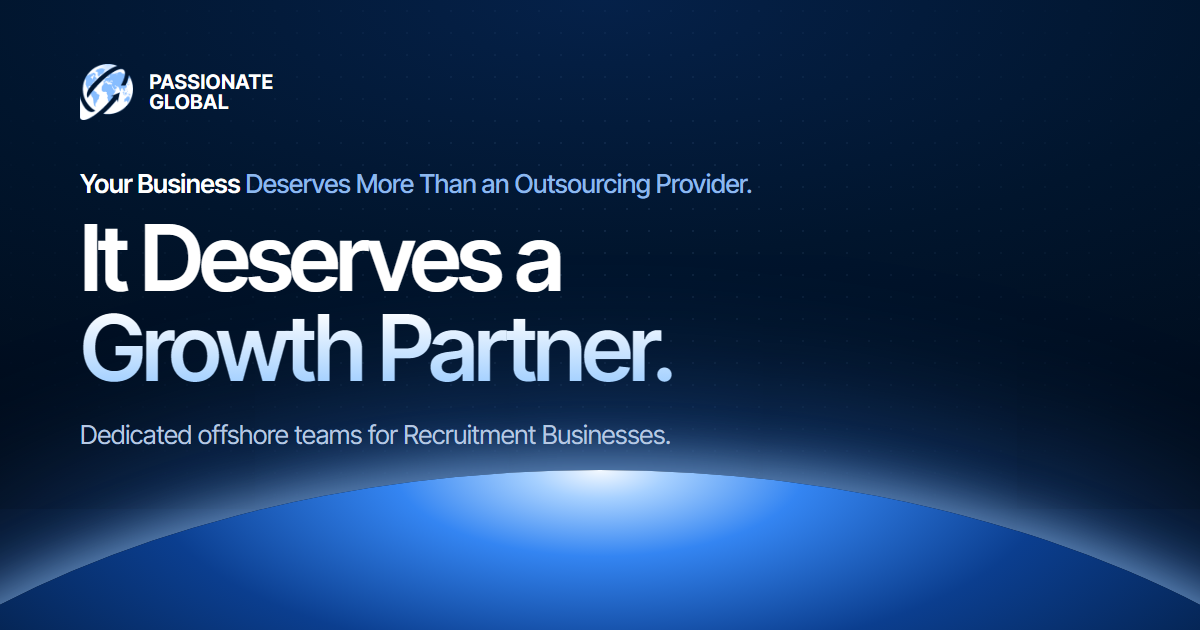 PASSIONATE
GLOBAL
Your Business Deserves More Than an Outsourcing Provider.
It Deserves a
Growth Partner.
Dedicated offshore teams for Recruitment Businesses.